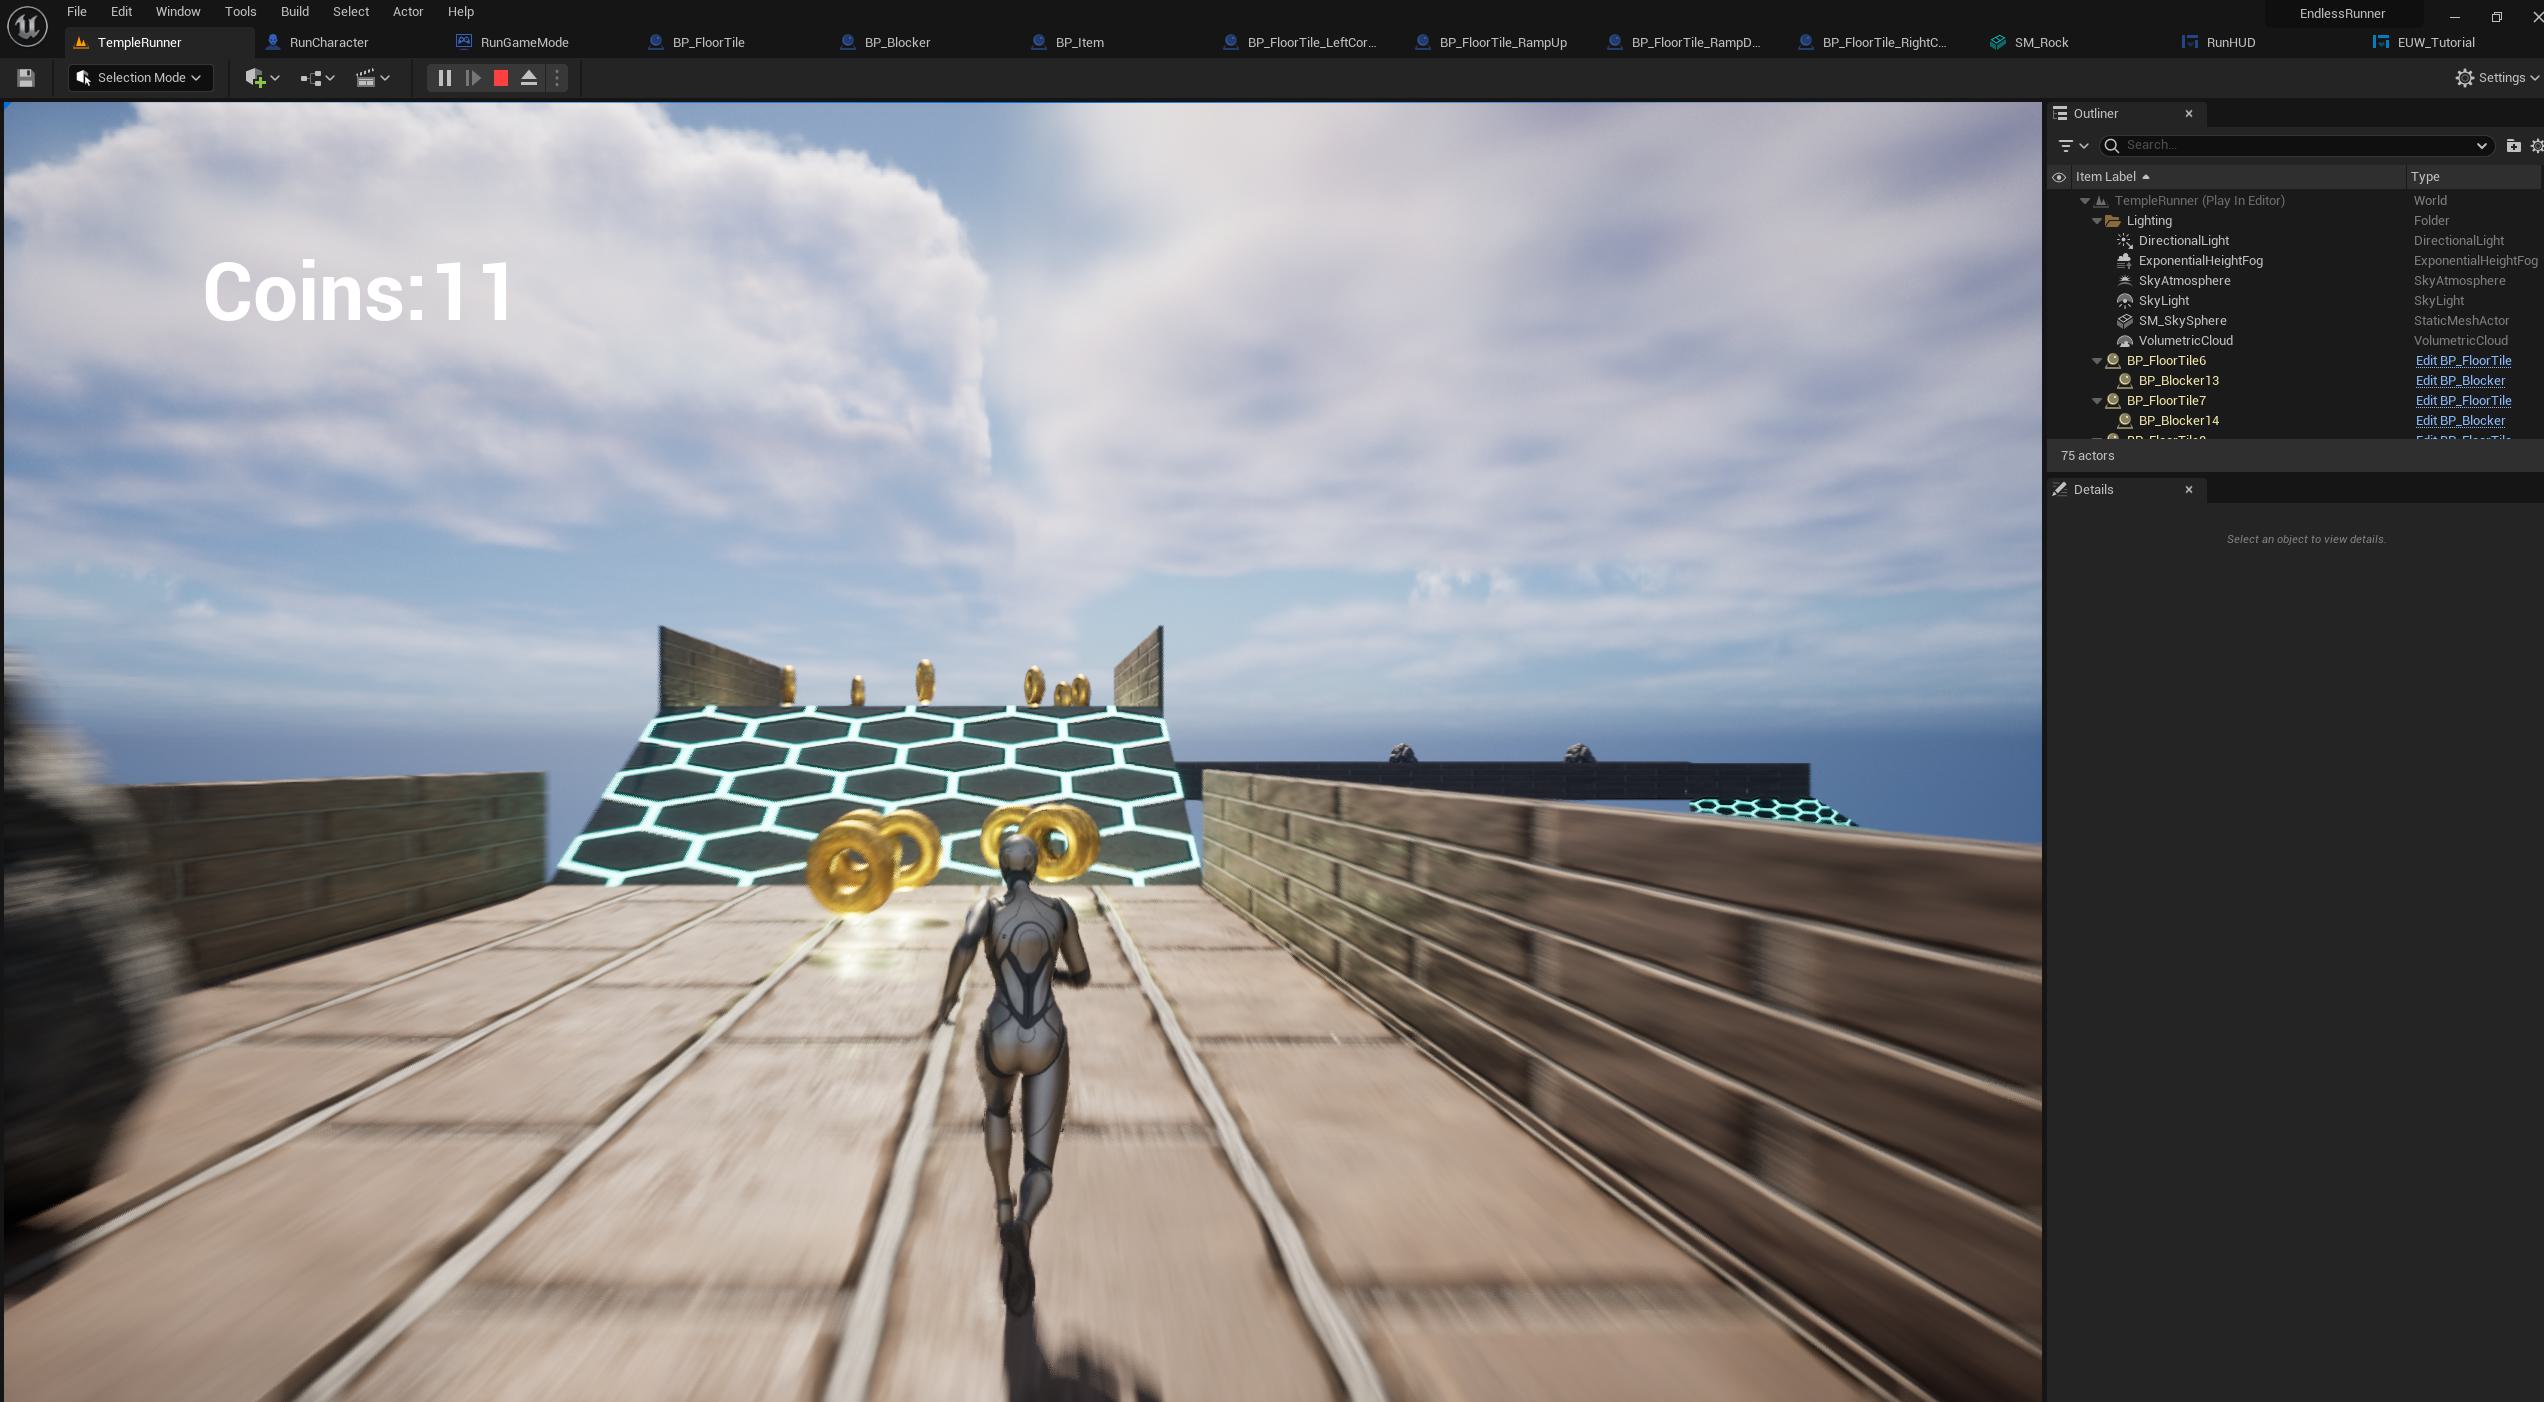 File Edit Window Tools Build Select Actor Help
EndlessRunner
TempleRunner RunCharacter RunGameMode BP_FloorTile BP_Blocker BP_Item BP_FloorTile_LeftCor... BP_FloorTile_RampUp BP_FloorTile_RampD... BP_FloorTile_RightC... SM_Rock RunHUD EUW_Tutorial
Selection Mode
Settings
Coins:11
Outliner
Search...
Item Label Type
TempleRunner (Play In Editor) World
Lighting Folder
DirectionalLight DirectionalLight
ExponentialHeightFog ExponentialHeightFog
SkyAtmosphere SkyAtmosphere
SkyLight SkyLight
SM_SkySphere StaticMeshActor
VolumetricCloud VolumetricCloud
BP_FloorTile6 Edit BP_FloorTile
BP_Blocker13 Edit BP_Blocker
BP_FloorTile7 Edit BP_FloorTile
BP_Blocker14 Edit BP_Blocker
75 actors
Details
Select an object to view details.